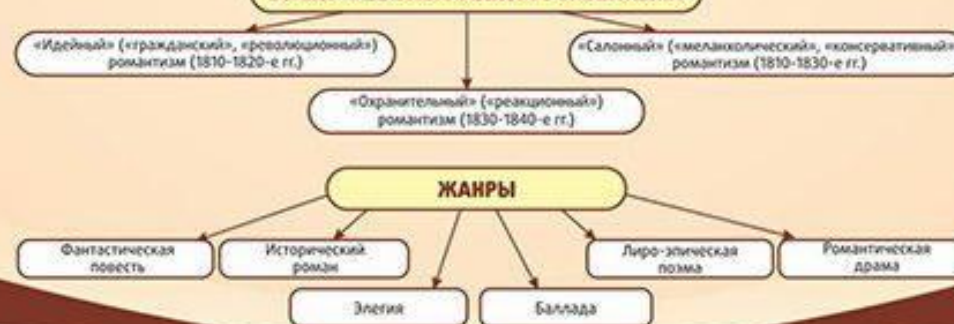 «Идейный» («гражданский», «революционный»)
романтизм (1810-1820-е гг.)
«Салонный» («меланхолический», «консервативный»
романтизм (1810-1830-е гг.)
«Охранительный» («реакционный»)
романтизм (1830-1840-е гг.)
ЖАНРЫ
Фантастическая
повесть
Исторический
роман
Лиро-эпическая
поэма
Романтическая
драма
Элегия
Баллада